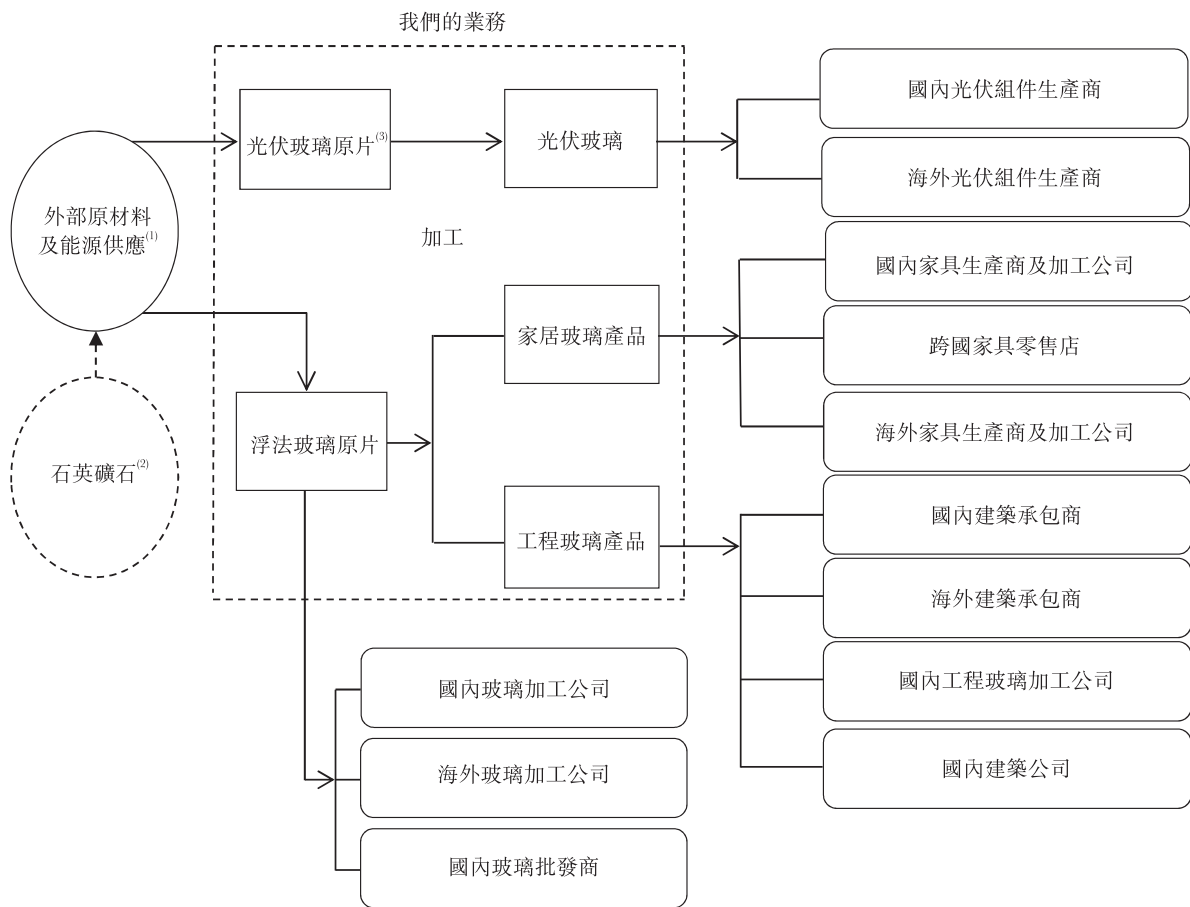 我們的業務
外部原材料
及能源供應(1)
石英礦石(2)
光伏玻璃原片(3)
光伏玻璃
加工
浮法玻璃原片
家居玻璃產品
工程玻璃產品
國內光伏組件生產商
海外光伏組件生產商
國內家具生產商及加工公司
跨國家具零售店
海外家具生產商及加工公司
國內建築承包商
海外建築承包商
國內工程玻璃加工公司
國內建築公司
國內玻璃加工公司
海外玻璃加工公司
國內玻璃批發商